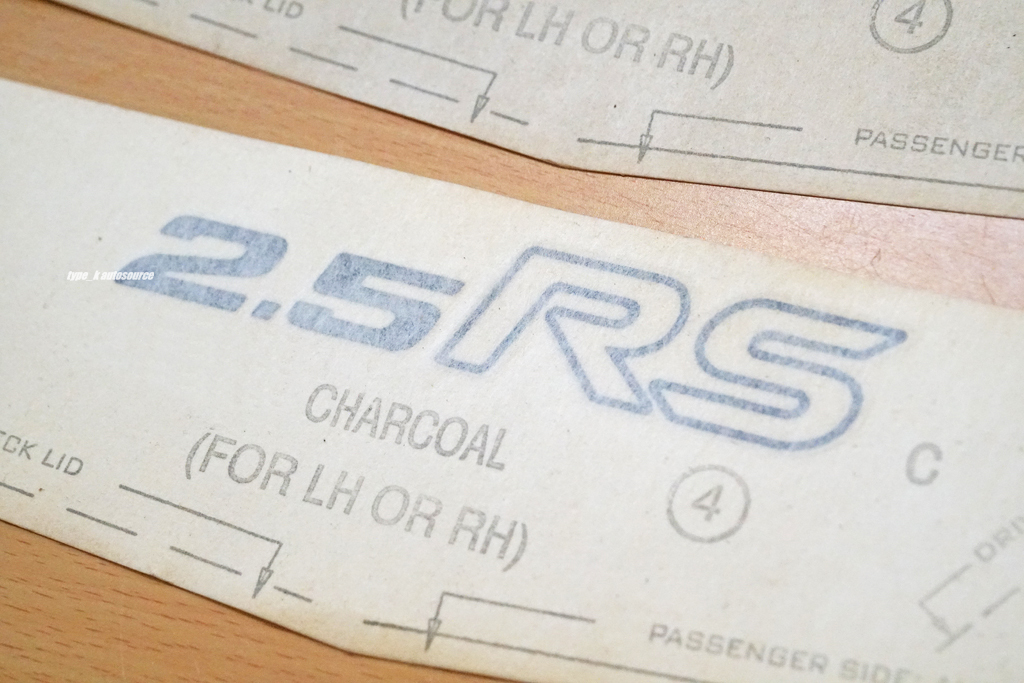 LID
(FOR LH OR RH)
4
PASSENGER
2.5RS
type_k autosource
CHARCOAL
C
(FOR LH OR RH)
4
LID
PASSENGER SIDE